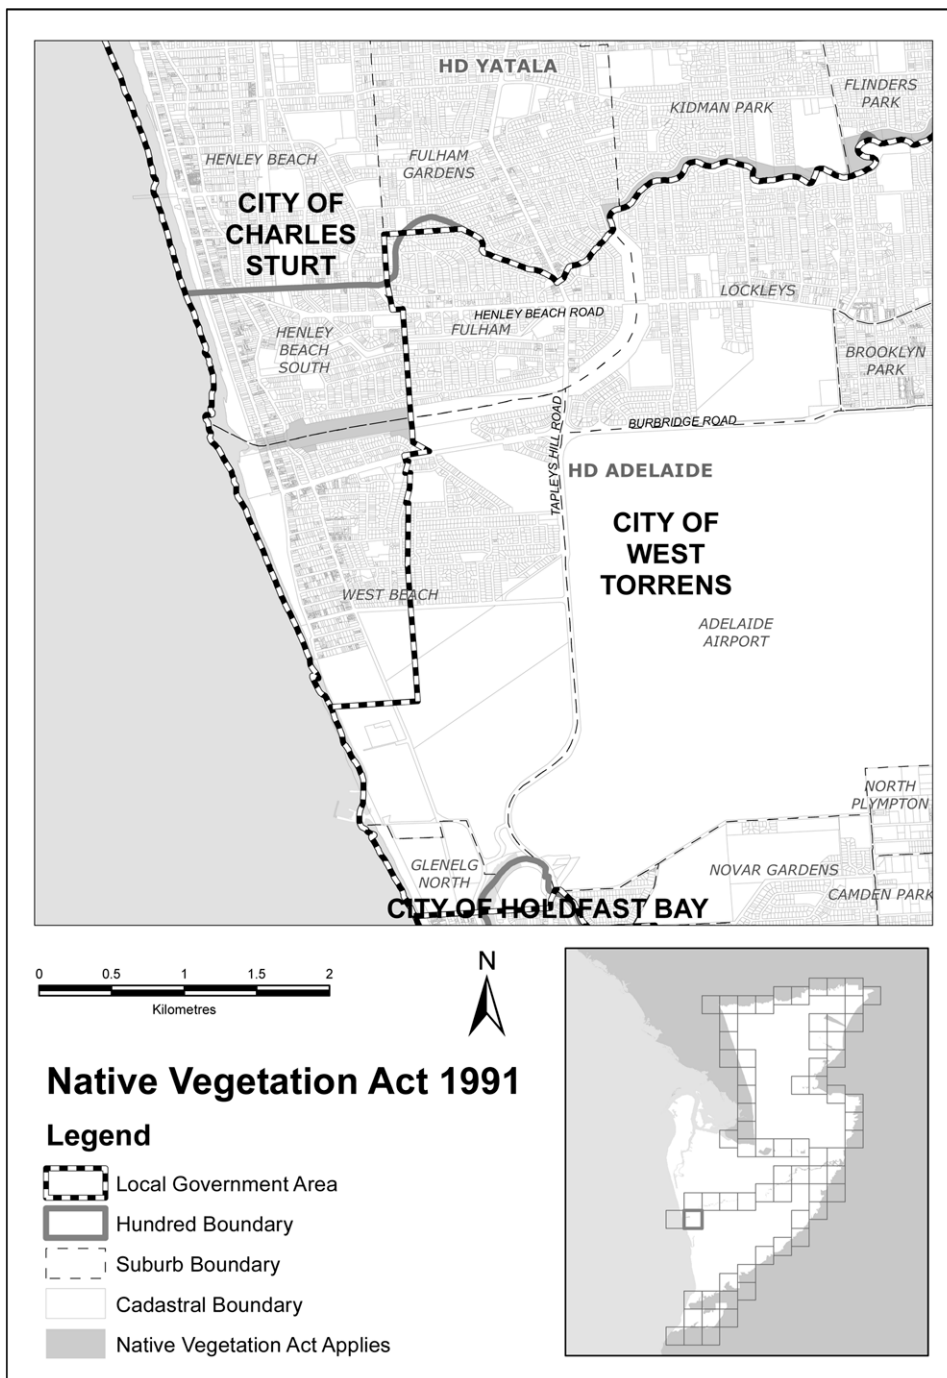 HD YATALA
FLINDERS
PARK
KIDMAN PARK
HENLEY BEACH
FULHAM
GARDENS
CITY OF
CHARLES
STURT
LOCKLEYS
HENLEY BEACH ROAD
FULHAM
HENLEY
BEACH
SOUTH
BROOKLYN
PARK
TAPLEYS HILL ROAD
BURBRIDGE ROAD
HD ADELAIDE
CITY OF
WEST
TORRENS
WEST BEACH
ADELAIDE
AIRPORT
NORTH
PLYMPTON
GLENELG
NORTH
NOVAR GARDENS
CAMDEN PARK
CITY OF HOLDFAST BAY
0 0.5 1 1.5 2
Kilometres
N
Native Vegetation Act 1991
Legend
Local Government Area
Hundred Boundary
Suburb Boundary
Cadastral Boundary
Native Vegetation Act Applies